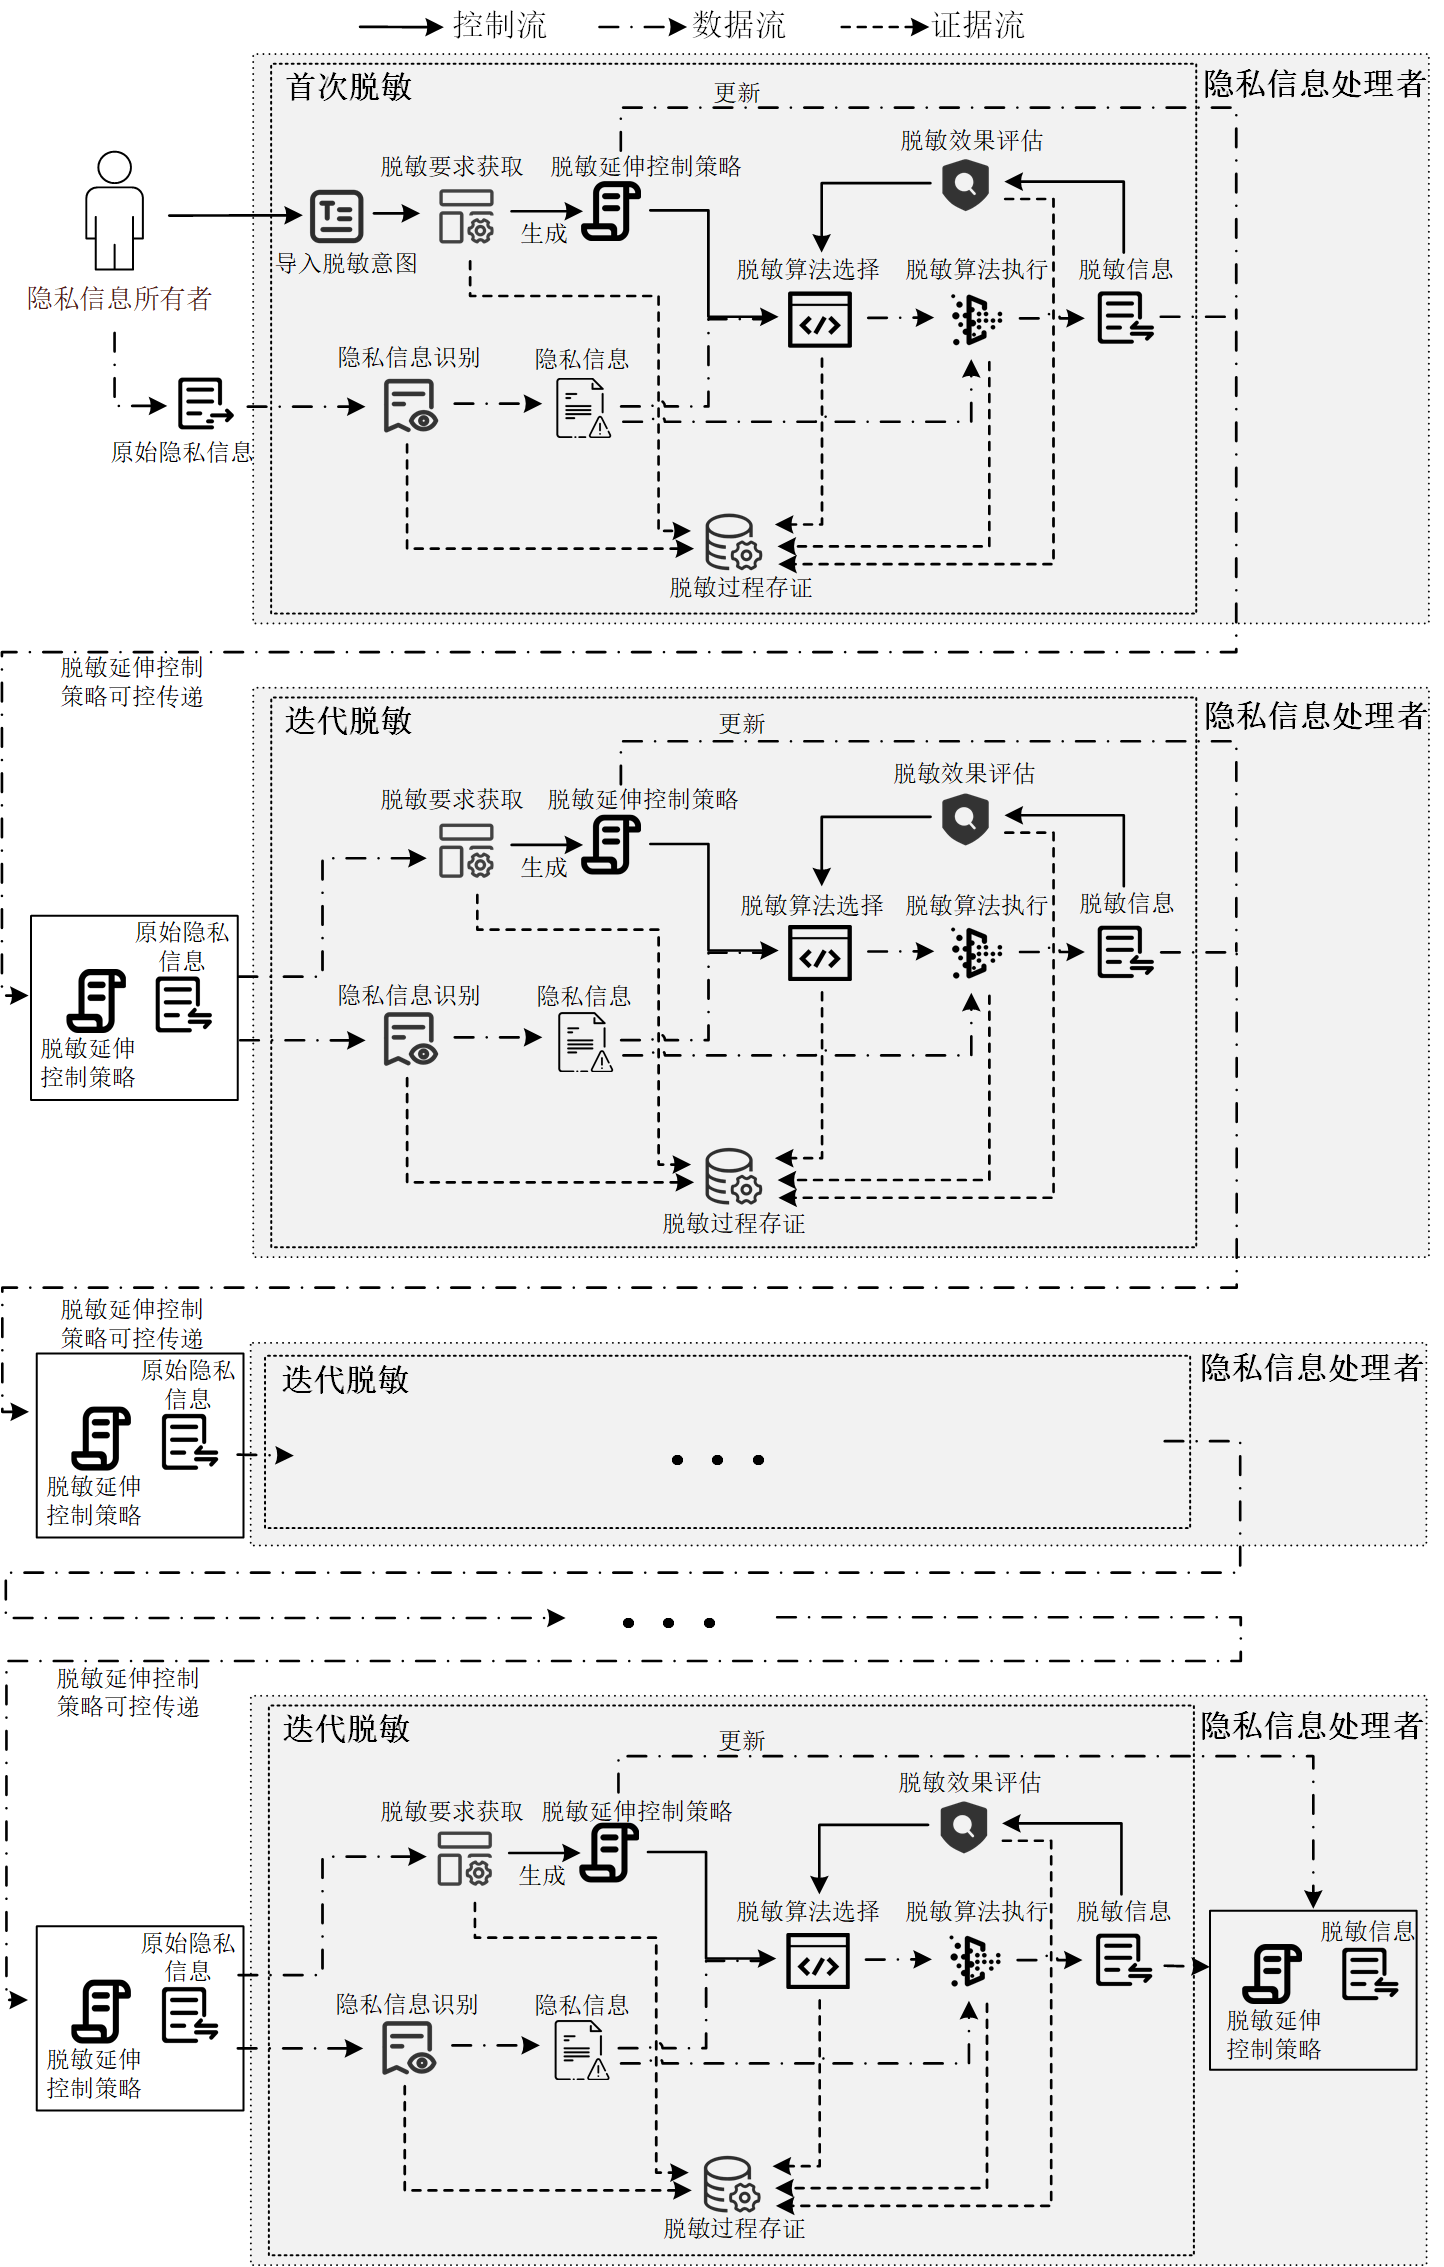 控制流
数据流
证据流
首次脱敏
更新
隐私信息处理者
脱敏效果评估
脱敏要求获取
脱敏延伸控制策略
生成
导入脱敏意图
脱敏算法选择
脱敏算法执行
脱敏信息
隐私信息所有者
隐私信息识别
隐私信息
原始隐私信息
脱敏过程存证
脱敏延伸控制
策略可控传递
迭代脱敏
更新
隐私信息处理者
脱敏效果评估
脱敏要求获取
脱敏延伸控制策略
生成
脱敏算法选择
脱敏算法执行
脱敏信息
原始隐私
信息
隐私信息识别
隐私信息
脱敏延伸
控制策略
脱敏过程存证
脱敏延伸控制
策略可控传递
迭代脱敏
隐私信息处理者
原始隐私
信息
脱敏延伸
控制策略
脱敏延伸控制
策略可控传递
迭代脱敏
更新
隐私信息处理者
脱敏效果评估
脱敏要求获取
脱敏延伸控制策略
生成
脱敏算法选择
脱敏算法执行
脱敏信息
脱敏信息
原始隐私
信息
隐私信息识别
隐私信息
脱敏延伸
控制策略
脱敏延伸
控制策略
脱敏过程存证